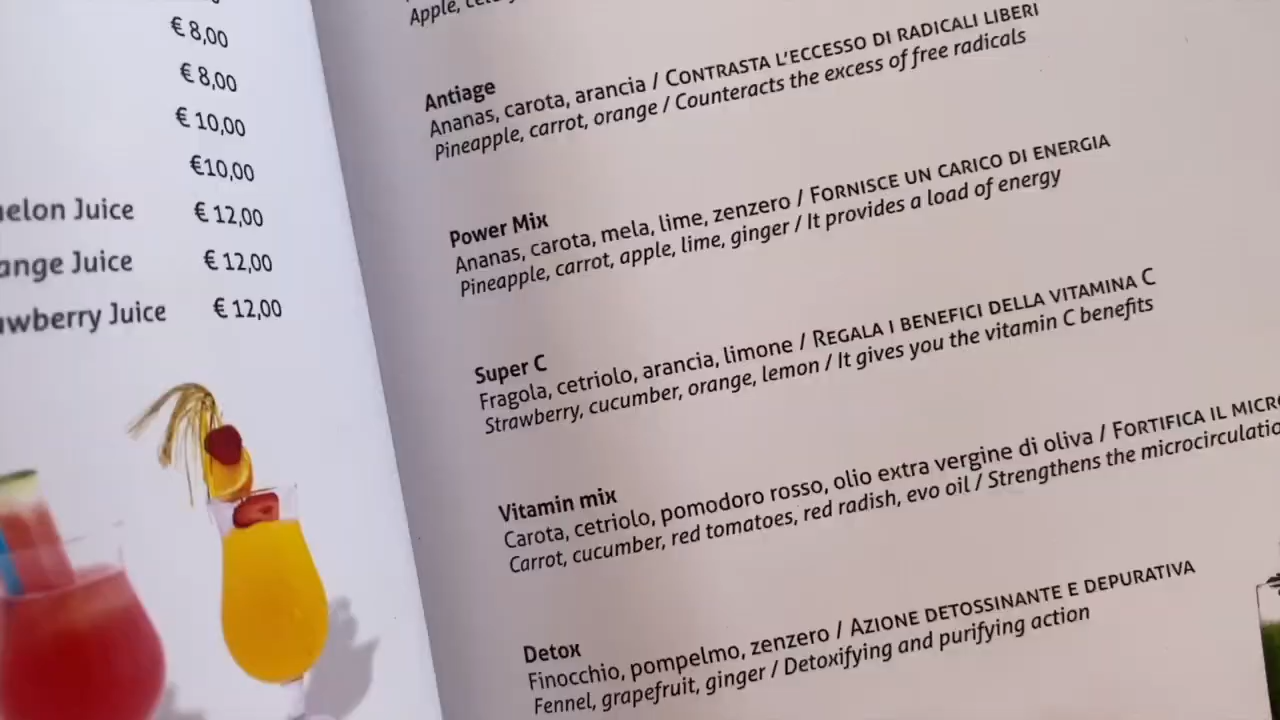 € 8,00
€ 8,00
€ 10,00
€10,00
Juice € 12,00
Juice € 12,00
Juice € 12,00
Apple,
Antiage
Ananas, carota, arancia / CONTRASTA L'ECCESSO DI RADICALI LIBERI
Pineapple, carrot, orange / Counteracts the excess of free radicals
Power Mix
Ananas, carota, mela, lime, zenzero / FORNISCE UN CARICO DI ENERGIA
Pineapple, carrot, apple, lime, ginger / It provides a load of energy
Super C
Fragola, cetriolo, arancia, limone / REGALA I BENEFICI DELLA VITAMINA C
Strawberry, cucumber, orange, lemon / It gives you the vitamin C benefits
Vitamin mix
Carota, cetriolo, pomodoro rosso, olio extra vergine di oliva / FORTIFICA IL
Carrot, cucumber, red tomatoes, red radish, evo oil / Strengthens the
Detox
Finocchio, pompelmo, zenzero / AZIONE DETOSSINANTE E DEPURATIVA
Fennel, grapefruit, ginger / Detoxifying and purifying action